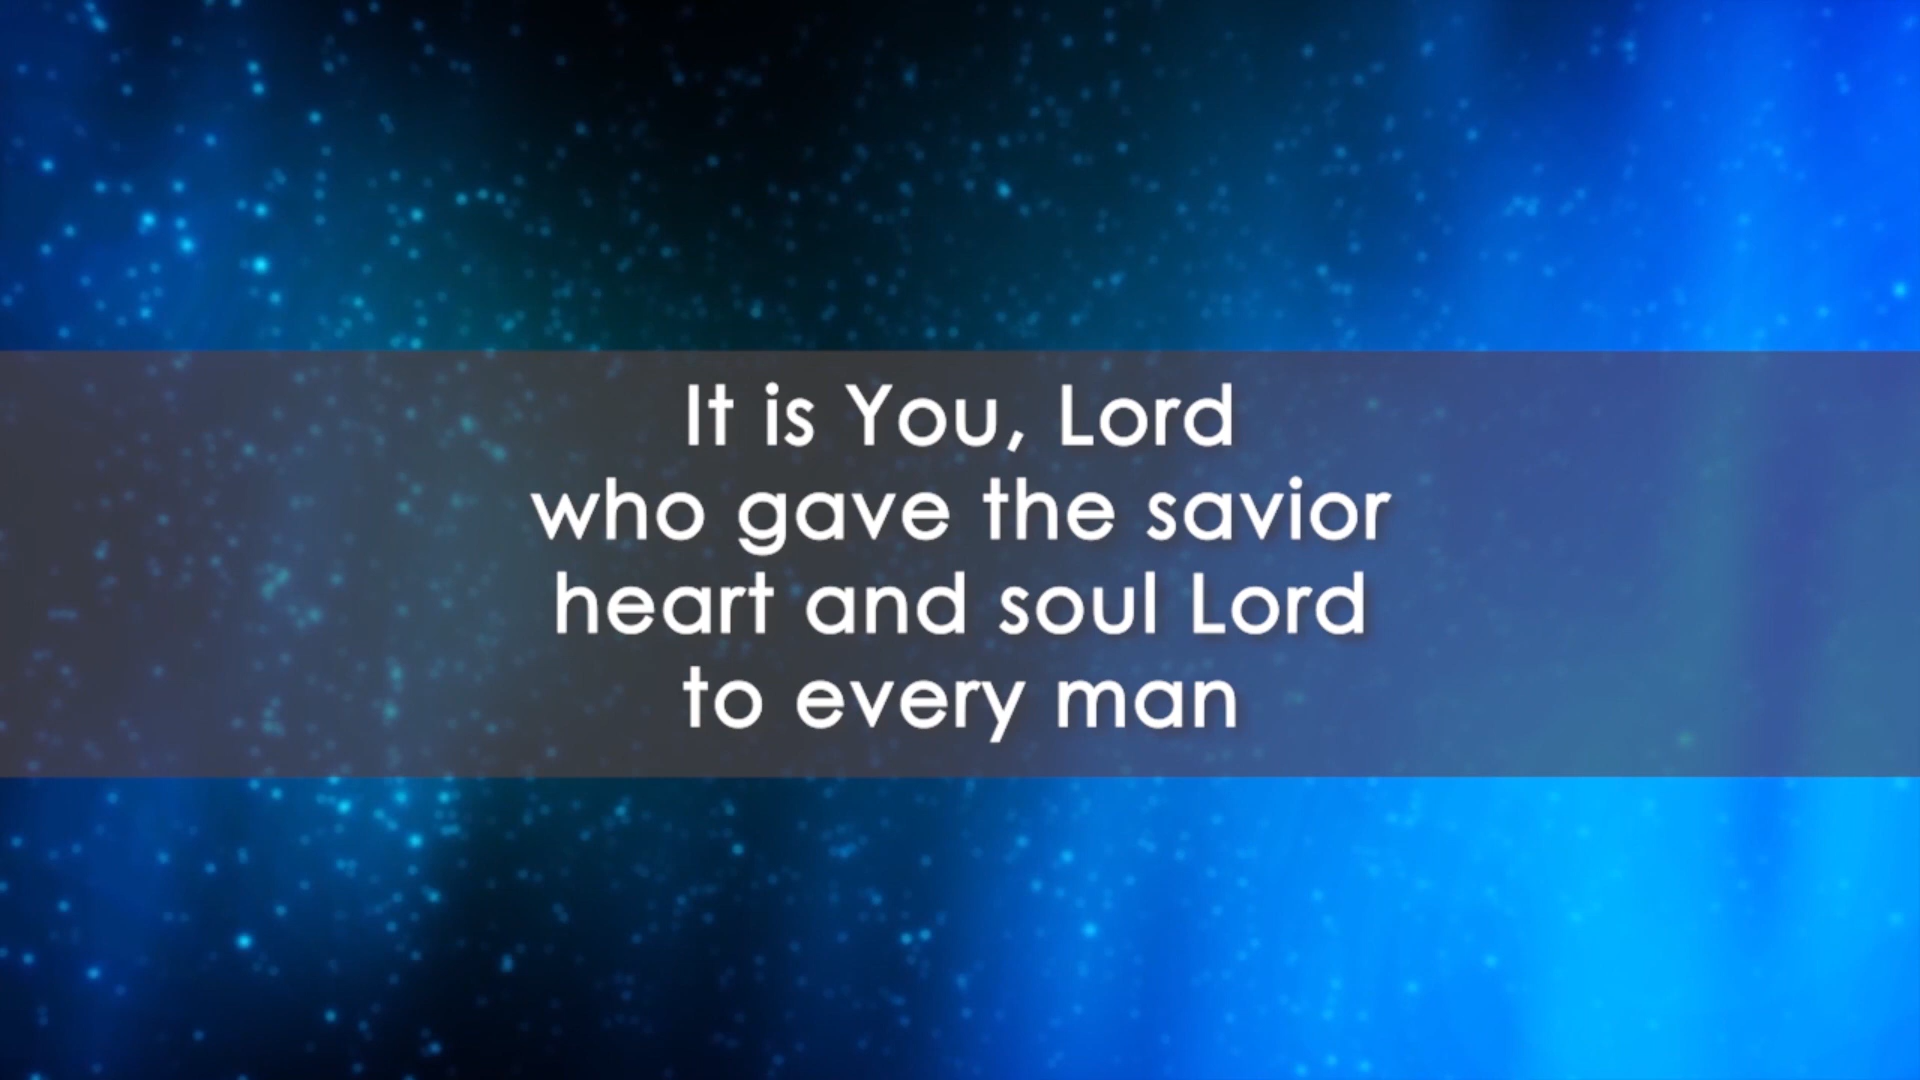 It is You, Lord
who gave the savior
heart and soul Lord
to every man